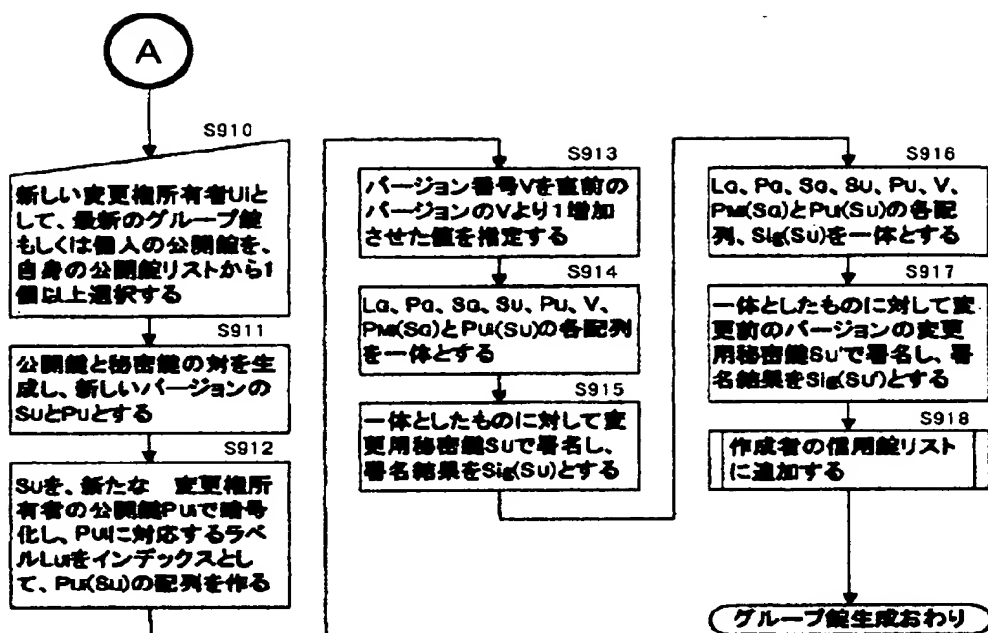 A
S910
新しい変更権所有者Uiと
して、最新のグループ錠
もしくは個人の公開錠を、
自身の公開錠リストから1
個以上選択する
S911
公開鍵と秘密鍵の対を生
成し、新しいバージョンの
SuとPuとする
S912
Suを、新たな 変更権所
有者の公開鍵Puiで暗号
化し、Puiに対応するラベ
ルLuiをインデックスとし
て、Pui(Su)の配列を作る
S913
バージョン番号Vを直前の
バージョンのVより1増加
させた値を推定する
S914
LG、PG、SG、SU、PU、V、
PMi(SG)とPUi(SU)の各配列
を一体とする
S915
一体としたものに対して変
更用秘密鍵Suで署名し、
署名結果をSig(Su)とする
S916
LG、PG、SG、SU、PU、V、
PMi(SG)とPUi(SU)の各配
列、Sig(Su)を一体とする
S917
一体としたものに対して変
更前のバージョンの変更
用秘密鍵Su'で署名し、署
名結果をSig(Su')とする
S918
作成者の信用錠リスト
に追加する
グループ錠生成おわり